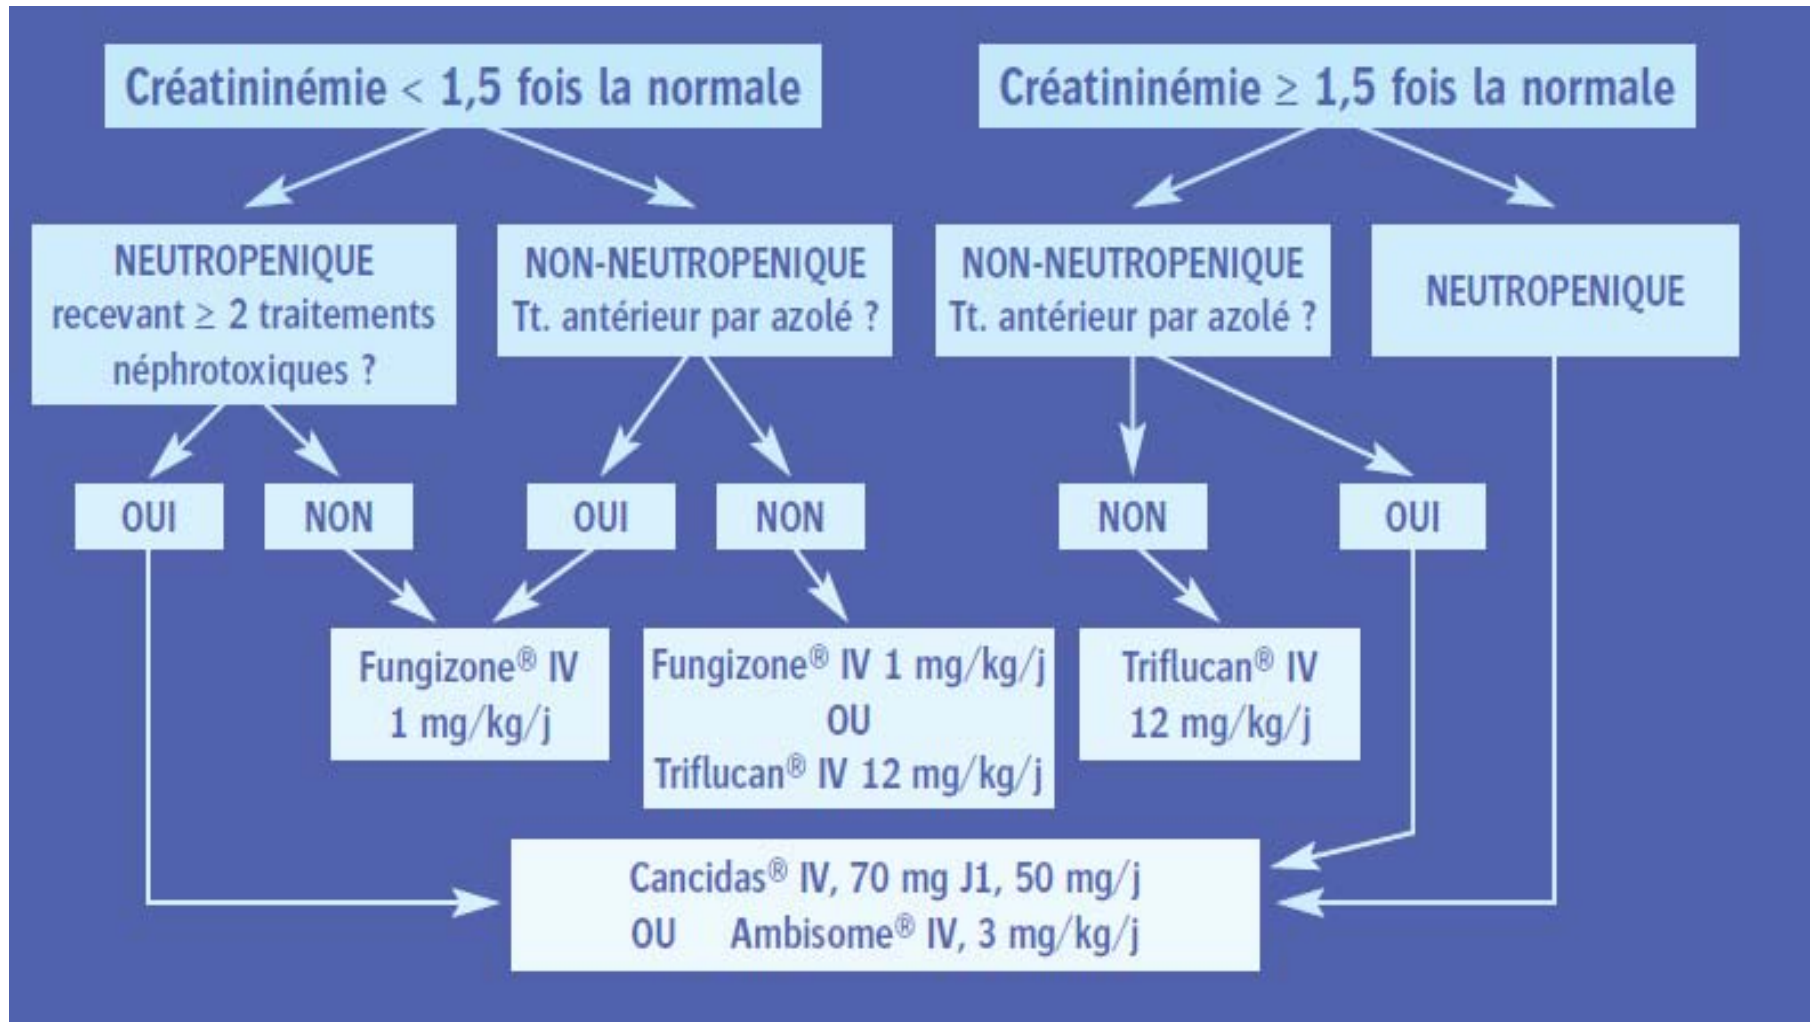 Créatininémie < 1,5 fois la normale
Créatininémie ≥ 1,5 fois la normale
NEUTROPENIQUE
recevant ≥ 2 traitements
néphrotoxiques ?
NON-NEUTROPENIQUE
Tt. antérieur par azolé ?
NON-NEUTROPENIQUE
Tt. antérieur par azolé ?
NEUTROPENIQUE
OUI
NON
OUI
NON
NON
OUI
Fungizone® IV
1 mg/kg/j
Fungizone® IV 1 mg/kg/j
OU
Triflucan® IV 12 mg/kg/j
Triflucan® IV
12 mg/kg/j
Cancidas® IV, 70 mg J1, 50 mg/j
OU Ambisome® IV, 3 mg/kg/j